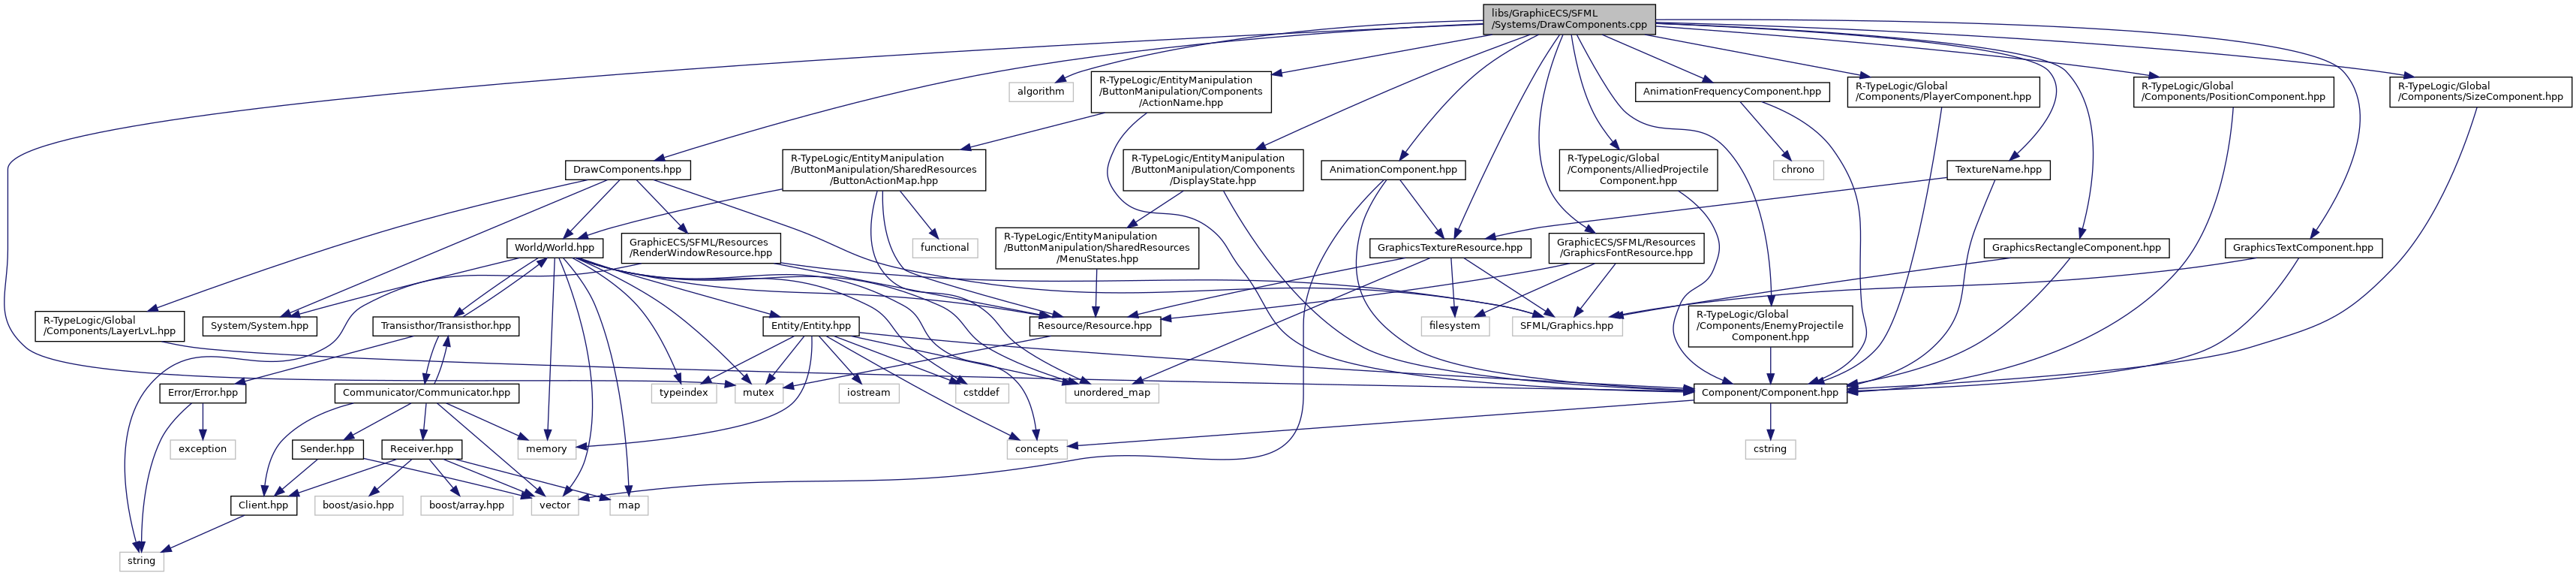 libs/GraphicECS/SFML
/Systems/DrawComponents.cpp
algorithm
R-TypeLogic/EntityManipulation
/ButtonManipulation/Components
/ActionName.hpp
AnimationFrequencyComponent.hpp
R-TypeLogic/Global
/Components/PlayerComponent.hpp
R-TypeLogic/Global
/Components/PositionComponent.hpp
R-TypeLogic/Global
/Components/SizeComponent.hpp
DrawComponents.hpp
R-TypeLogic/EntityManipulation
/ButtonManipulation/SharedResources
/ButtonActionMap.hpp
R-TypeLogic/EntityManipulation
/ButtonManipulation/Components
/DisplayState.hpp
AnimationComponent.hpp
R-TypeLogic/Global
/Components/AlliedProjectile
Component.hpp
chrono
TextureName.hpp
World/World.hpp
GraphicECS/SFML/Resources
/RenderWindowResource.hpp
functional
R-TypeLogic/EntityManipulation
/ButtonManipulation/SharedResources
/MenuStates.hpp
GraphicsTextureResource.hpp
GraphicECS/SFML/Resources
/GraphicsFontResource.hpp
GraphicsRectangleComponent.hpp
GraphicsTextComponent.hpp
R-TypeLogic/Global
/Components/LayerLvL.hpp
System/System.hpp
Transisthor/Transisthor.hpp
Entity/Entity.hpp
Resource/Resource.hpp
filesystem
SFML/Graphics.hpp
R-TypeLogic/Global
/Components/EnemyProjectile
Component.hpp
Error/Error.hpp
Communicator/Communicator.hpp
typeindex
mutex
iostream
cstddef
unordered_map
Component/Component.hpp
exception
Sender.hpp
Receiver.hpp
memory
concepts
cstring
Client.hpp
boost/asio.hpp
boost/array.hpp
vector
map
string